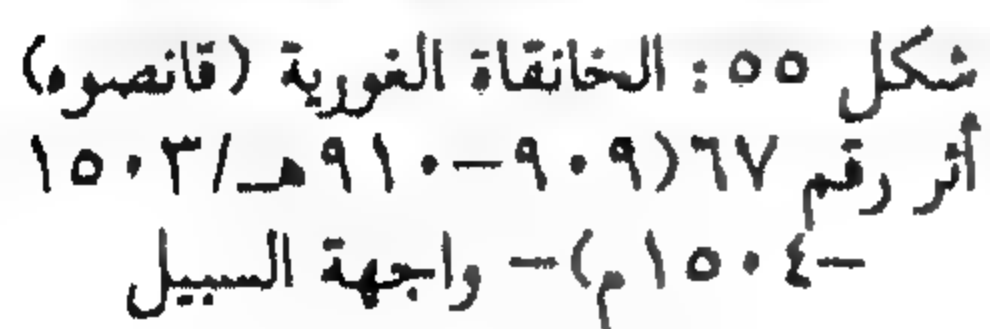 شكل ٥٥: الخانقاة الغورية (قانصوه)
أثر رقم ٦٧(٩٠٩-٩١٠هـ/١٥٠٣
-١٥٠٤م)- واجهة السبيل